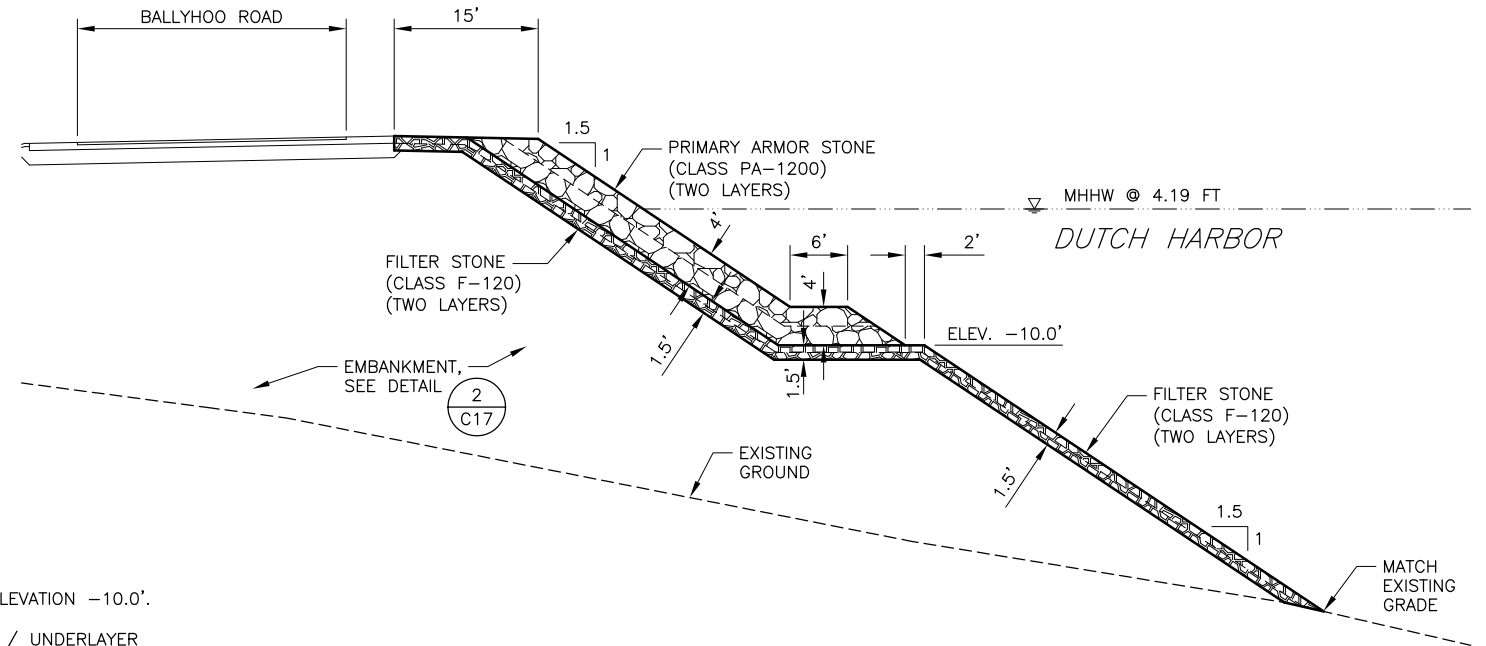 BALLYHOO ROAD
15'
1.5
1
PRIMARY ARMOR STONE
(CLASS PA-1200)
(TWO LAYERS)
MHHW @ 4.19 FT
DUTCH HARBOR
4'
6'
2'
4'
FILTER STONE
(CLASS F-120)
(TWO LAYERS)
ELEV. -10.0'
1.5'
1.5'
EMBANKMENT,
SEE DETAIL
2
C17
FILTER STONE
(CLASS F-120)
(TWO LAYERS)
EXISTING
GROUND
1.5'
1.5
1
MATCH
EXISTING
GRADE
LEVATION -10.0'.
/ UNDERLAYER